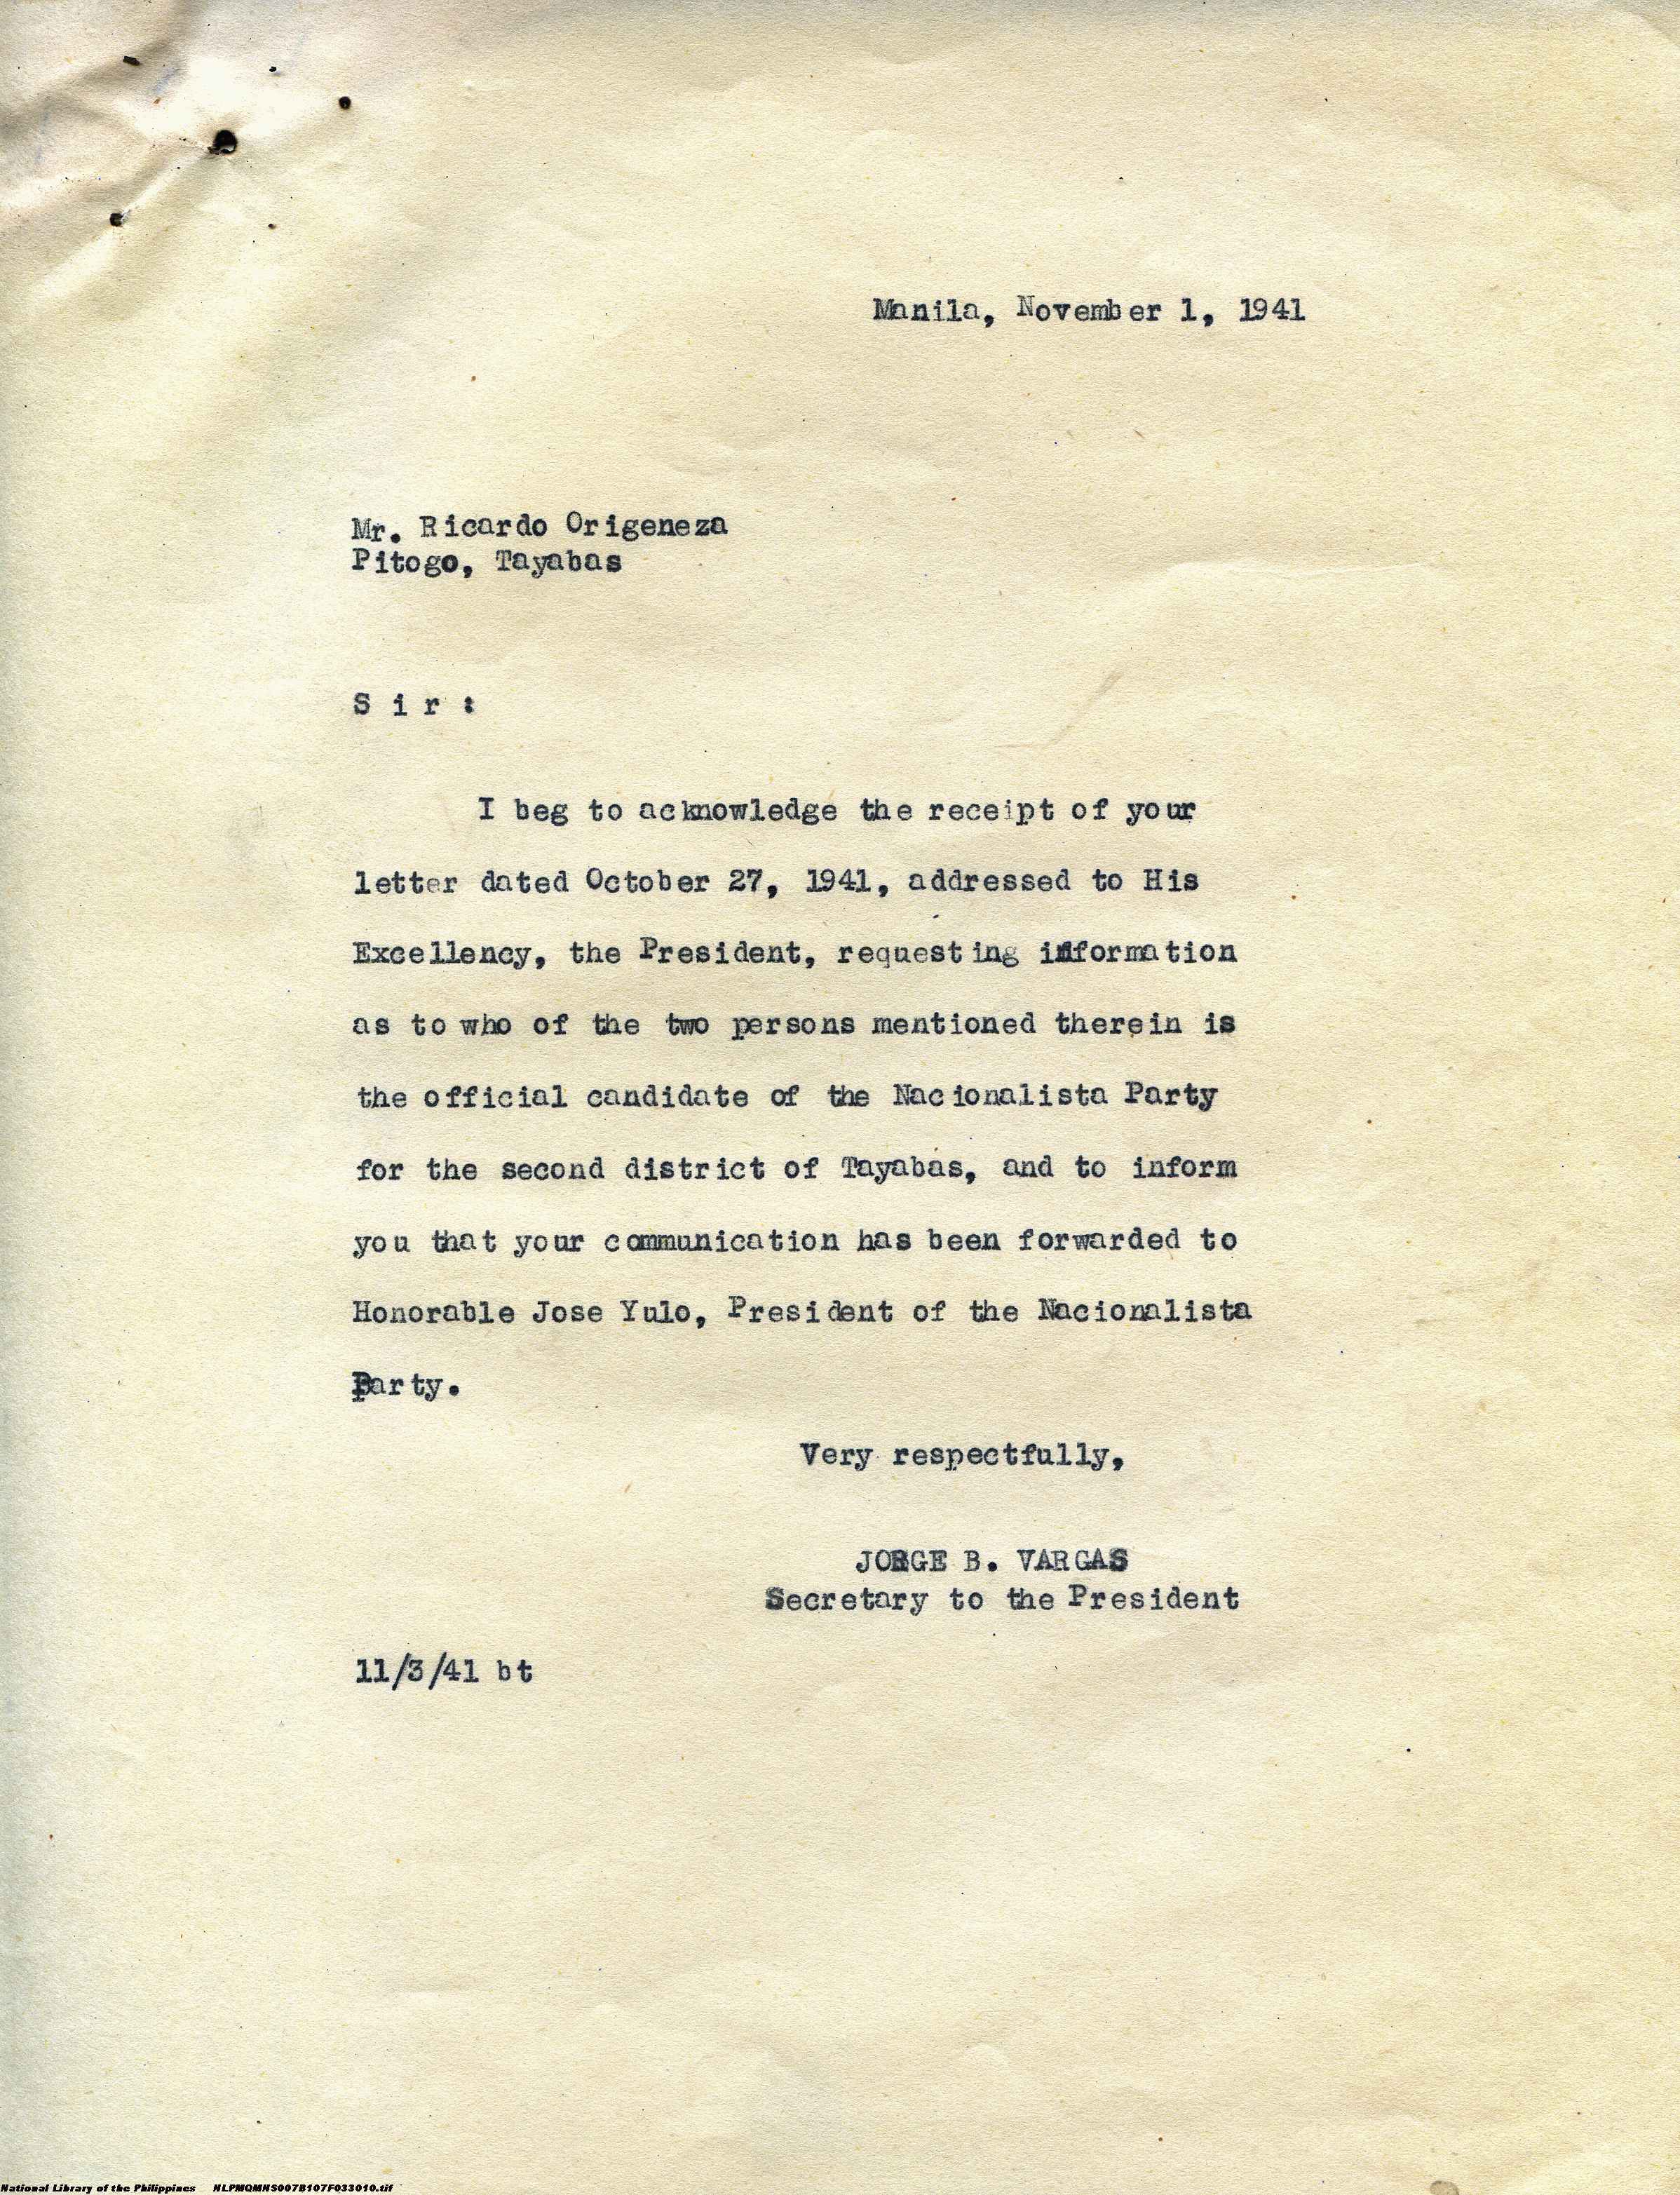 Manila, November 1, 1941
Mr. Ricardo Origeneza
Pitogo, Tayabas
S i r :
I beg to acknowledge the receipt of your
letter dated October 27, 1941, addressed to His
Excellency, the President, requesting information
as to who of the two persons mentioned therein is
the official candidate of the Nacionalista Party
for the second district of Tayabas, and to inform
you that your communication has been forwarded to
Honorable Jose Yulo, President of the Nacionalista
Party.
Very respectfully,
JORGE B. VARGAS
Secretary to the President
11/3/41 bt
National Library of the Philippines NLPMQMNS007B107F033010.tif